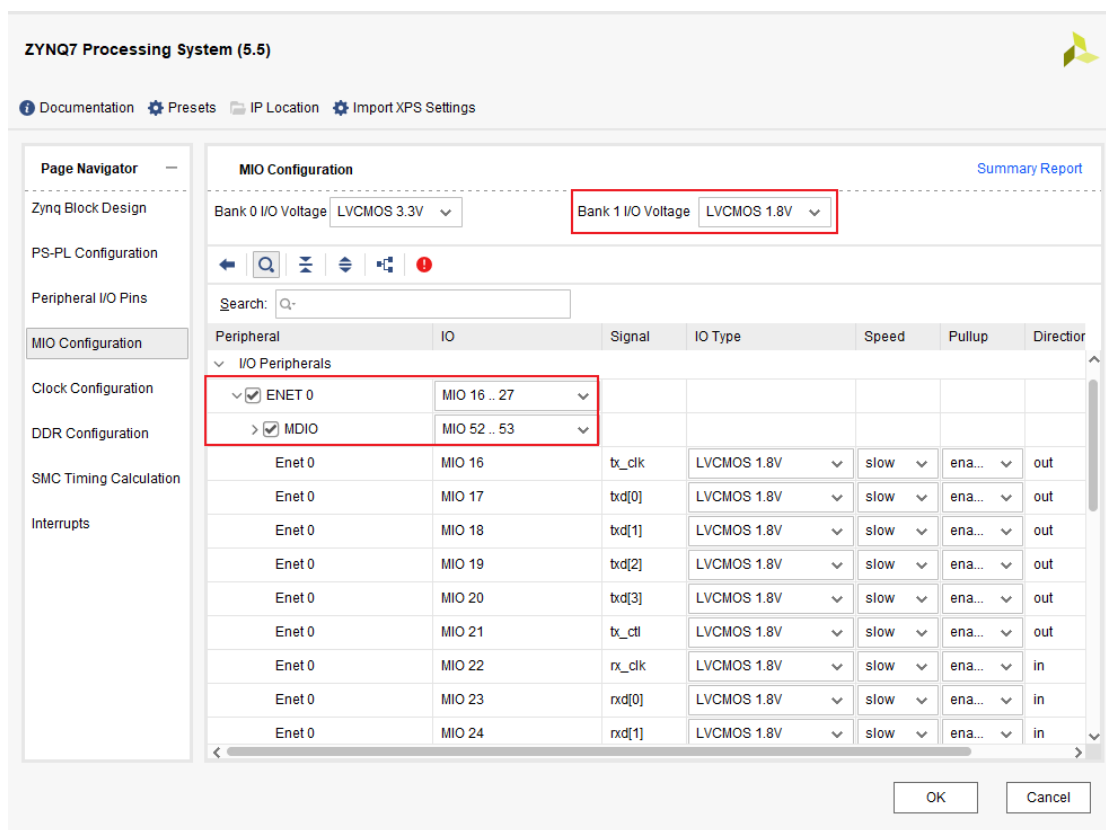 ZYNQ7 Processing System (5.5)
Documentation Presets IP Location Import XPS Settings
Page Navigator
Zynq Block Design
PS-PL Configuration
Peripheral I/O Pins
MIO Configuration
Clock Configuration
DDR Configuration
SMC Timing Calculation
Interrupts
MIO Configuration Summary Report
Bank 0 I/O Voltage LVCMOS 3.3V Bank 1 I/O Voltage LVCMOS 1.8V
Search:
Peripheral IO Signal IO Type Speed Pullup Direction
I/O Peripherals
ENET 0 MIO 16 .. 27
MDIO MIO 52 .. 53
Enet 0 MIO 16 tx_clk LVCMOS 1.8V slow ena... out
Enet 0 MIO 17 txd[0] LVCMOS 1.8V slow ena... out
Enet 0 MIO 18 txd[1] LVCMOS 1.8V slow ena... out
Enet 0 MIO 19 txd[2] LVCMOS 1.8V slow ena... out
Enet 0 MIO 20 txd[3] LVCMOS 1.8V slow ena... out
Enet 0 MIO 21 tx_ctl LVCMOS 1.8V slow ena... out
Enet 0 MIO 22 rx_clk LVCMOS 1.8V slow ena... in
Enet 0 MIO 23 rxd[0] LVCMOS 1.8V slow ena... in
Enet 0 MIO 24 rxd[1] LVCMOS 1.8V slow ena... in
OK Cancel